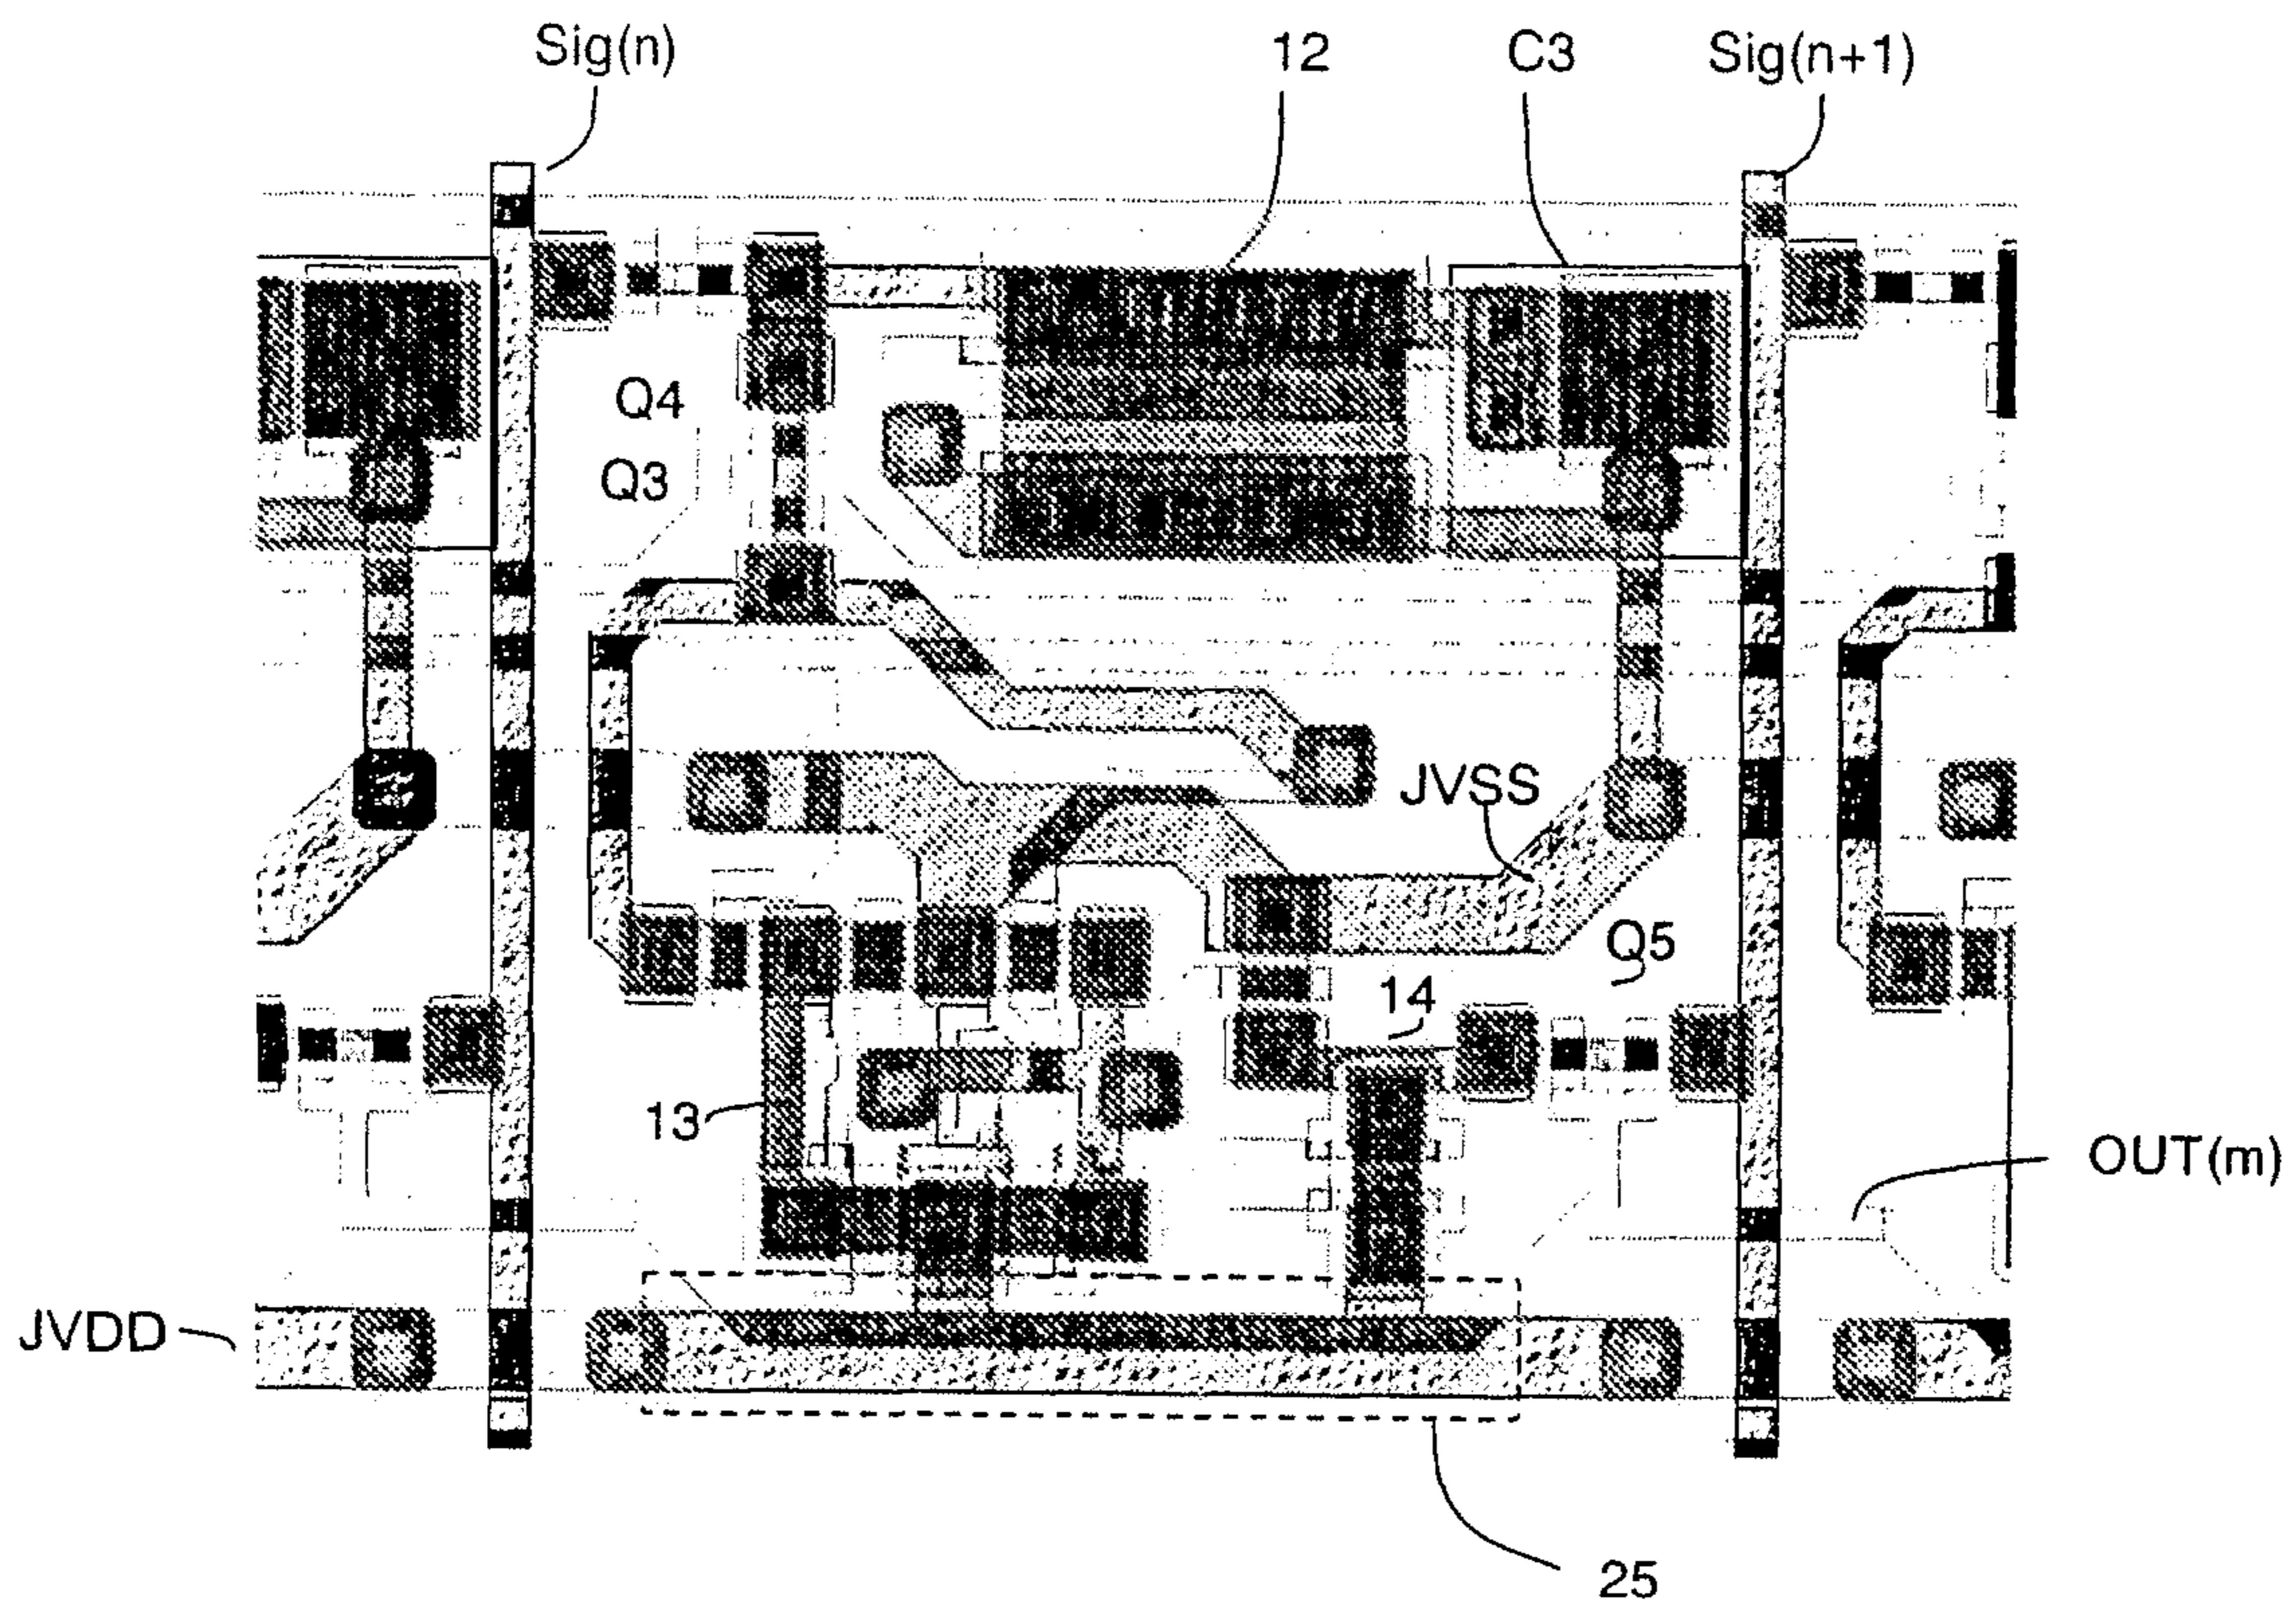 Sig(n)
12
C3
Sig(n+1)
Q4
Q3
JVSS
Q5
14
13
OUT(m)
JVDD
25